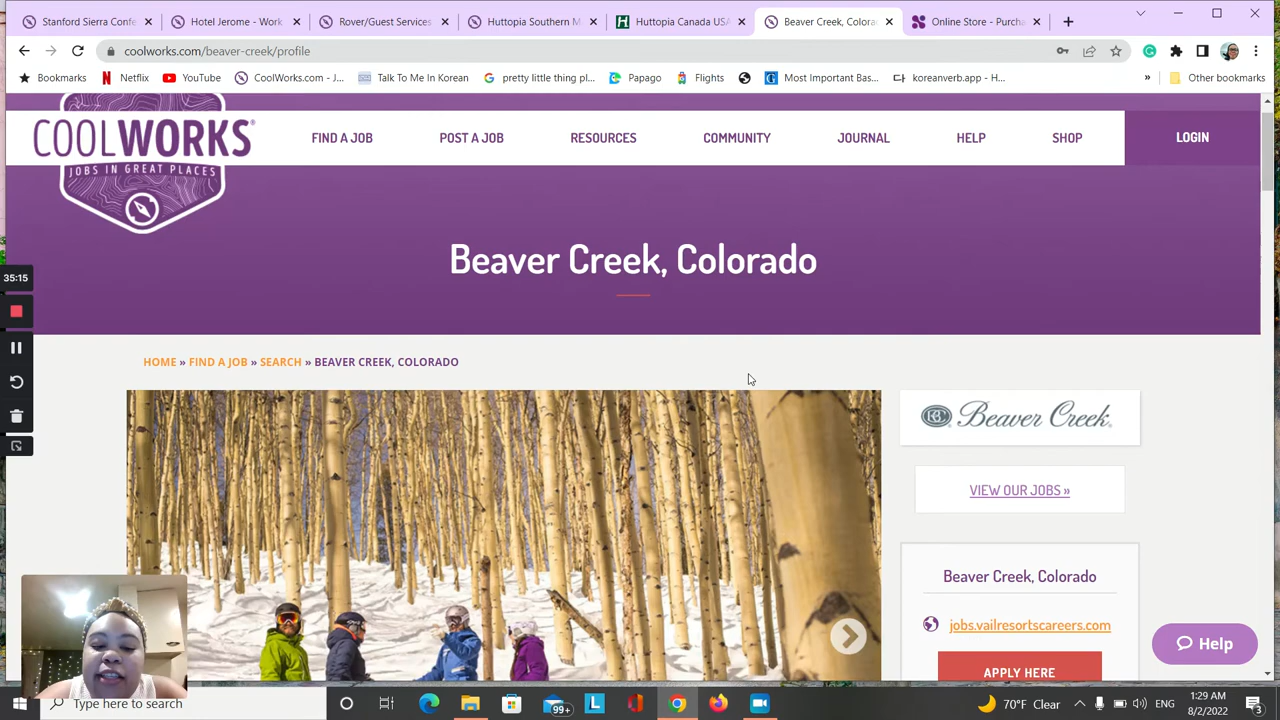 Stanford Sierra Confe
Hotel Jerome - Work
Rover/Guest Services
Huttopia Southern M
Huttopia Canada USA
Beaver Creek, Colorad
Online Store - Purcha
coolworks.com/beaver-creek/profile
Bookmarks
Netflix
YouTube
CoolWorks.com - J...
Talk To Me In Korean
pretty little thing pl...
Papago
Flights
Most Important Bas...
koreanverb.app - H...
»
Other bookmarks
COOLWORKS®
JOBS IN GREAT PLACES
FIND A JOB
POST A JOB
RESOURCES
COMMUNITY
JOURNAL
HELP
SHOP
LOGIN
Beaver Creek, Colorado
35:15
HOME » FIND A JOB » SEARCH » BEAVER CREEK, COLORADO
BC Beaver Creek.
VIEW OUR JOBS »
Beaver Creek, Colorado
jobs.vailresortscareers.com
APPLY HERE
Help
Type here to search
99+
L
70°F Clear
ENG
1:29 AM
8/2/2022
3